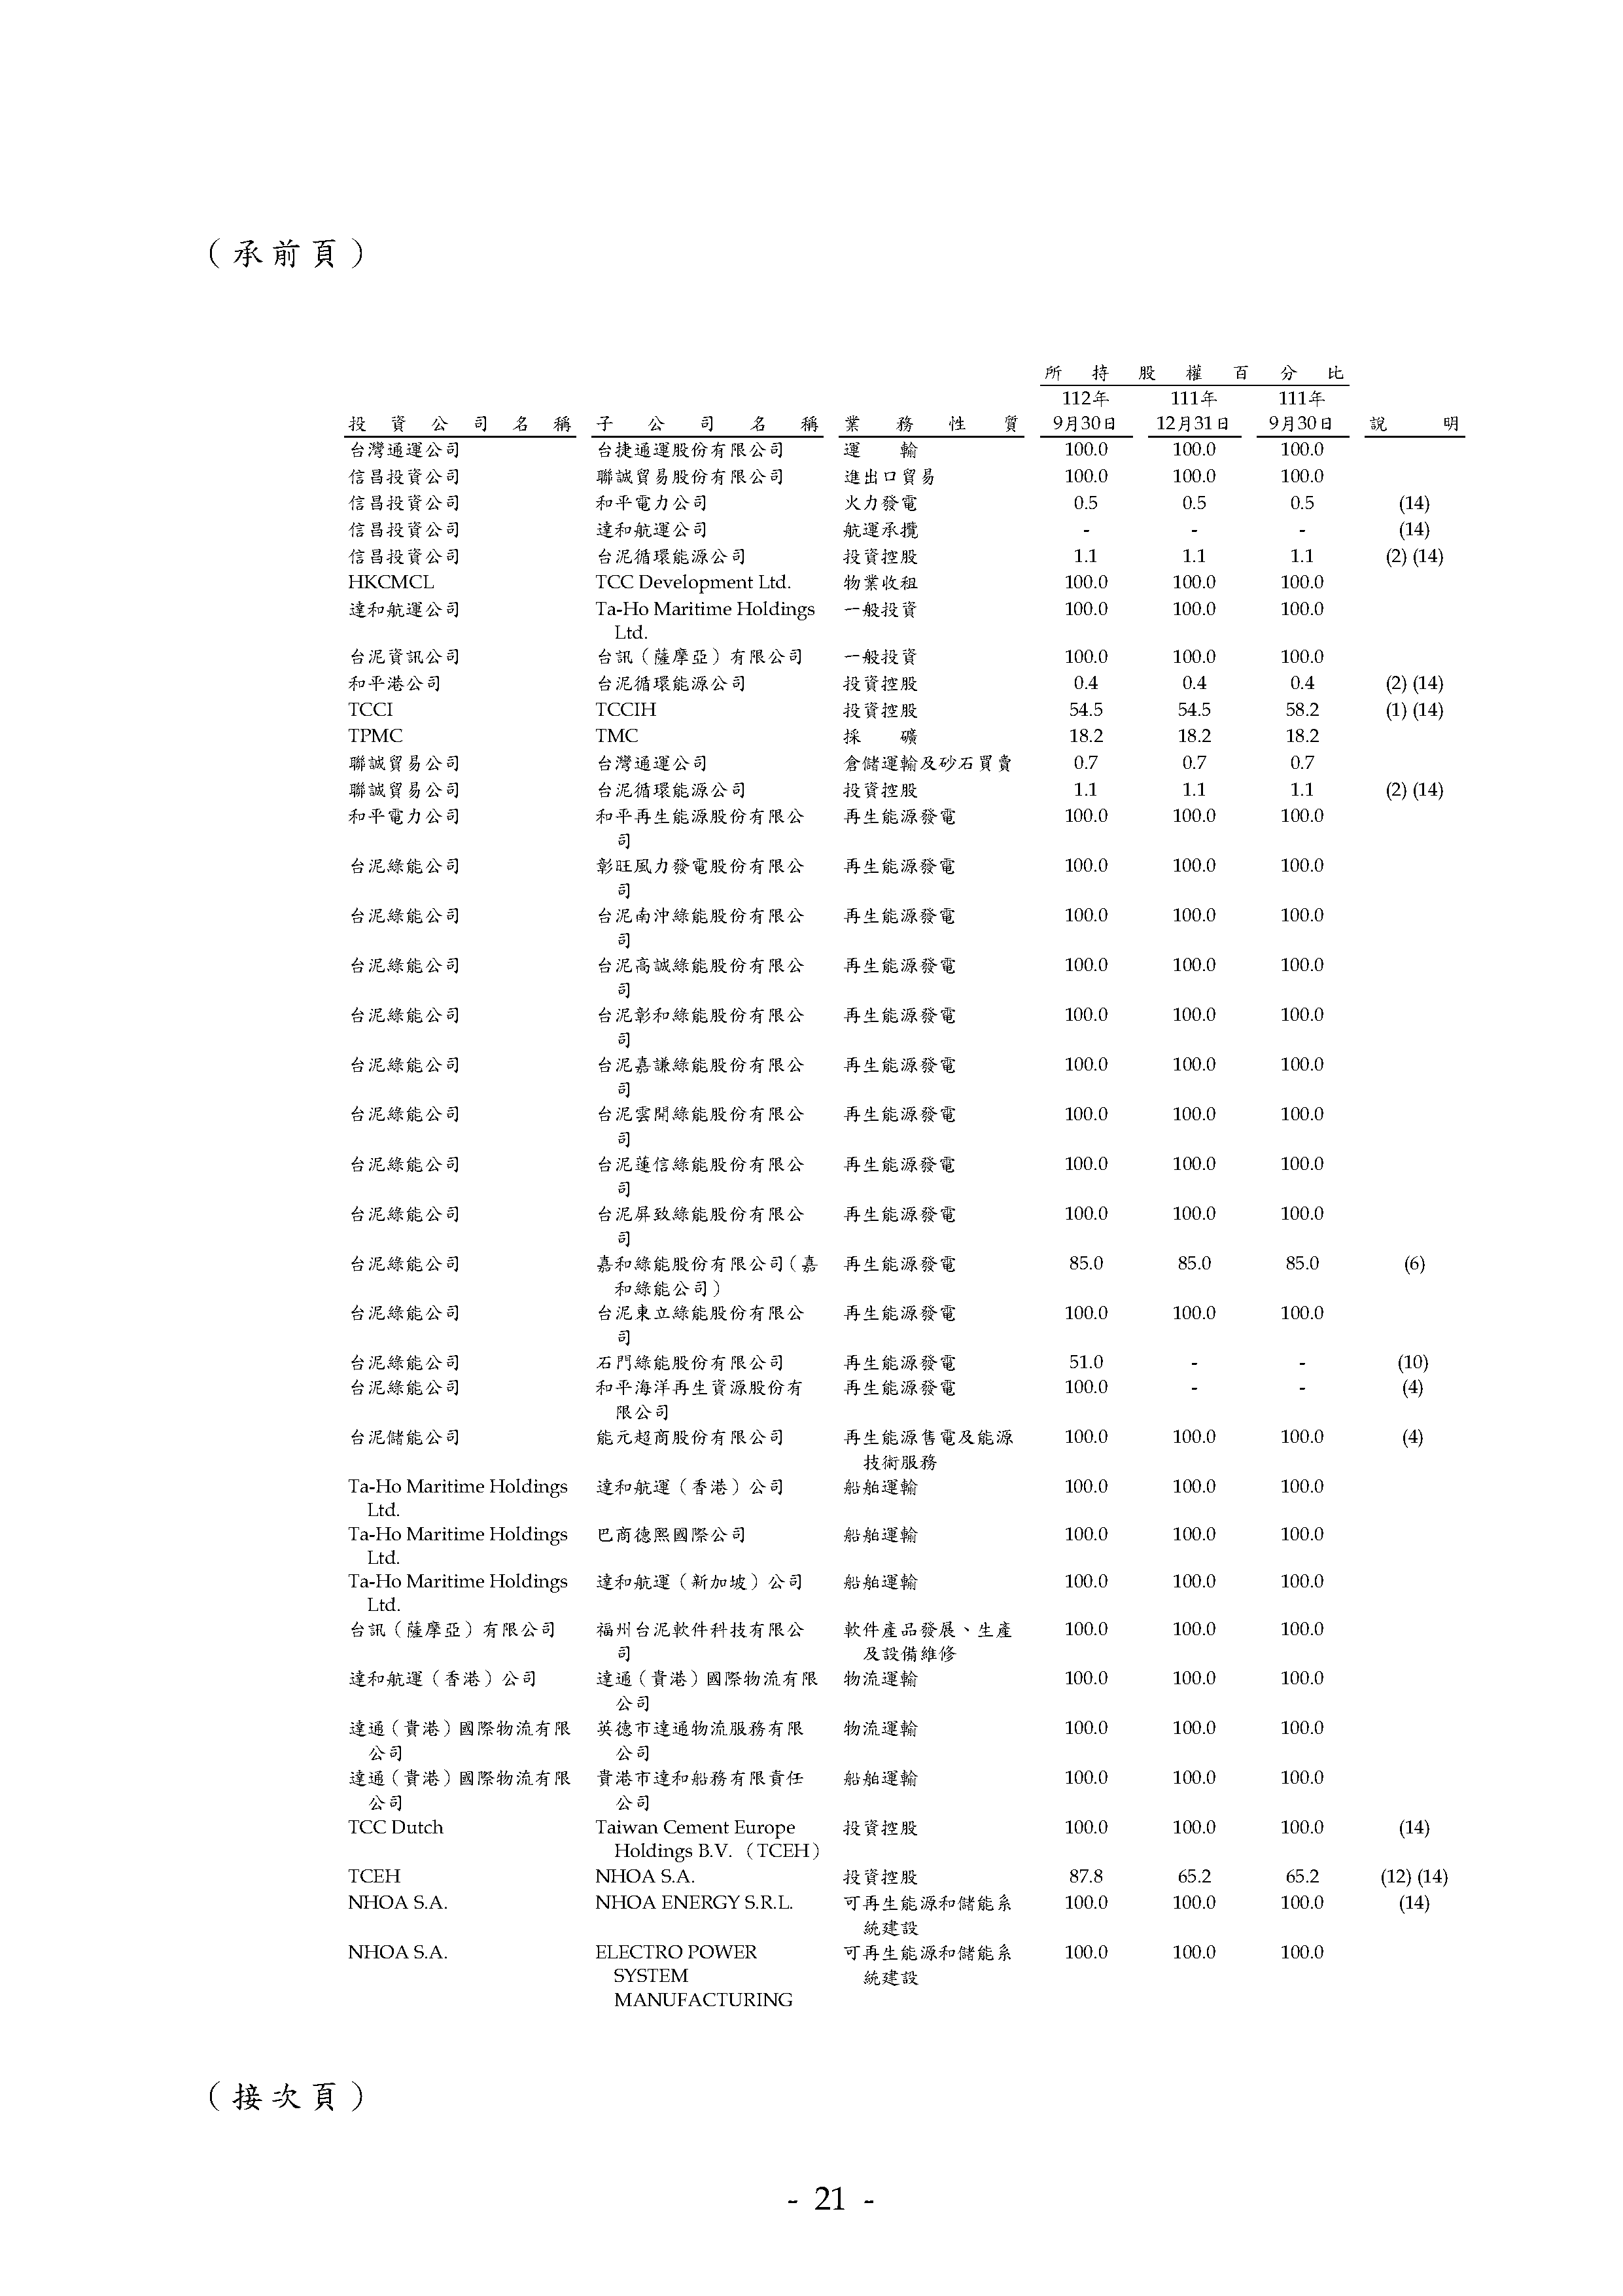 （承前頁）
所持股權百分比
112年 111年 111年
投資公司名稱 子公司名稱 業務性質 9月30日 12月31日 9月30日 說明
台灣通運公司 台捷通運股份有限公司 運輸 100.0 100.0 100.0
信昌投資公司 聯誠貿易股份有限公司 進出口貿易 100.0 100.0 100.0
信昌投資公司 和平電力公司 火力發電 0.5 0.5 0.5 (14)
信昌投資公司 達和航運公司 航運承攬 - - - (14)
信昌投資公司 台泥循環能源公司 投資控股 1.1 1.1 1.1 (2) (14)
HKCMCL TCC Development Ltd. 物業收租 100.0 100.0 100.0
達和航運公司 Ta-Ho Maritime Holdings 一般投資 100.0 100.0 100.0
Ltd.
台泥資訊公司 台訊（薩摩亞）有限公司 一般投資 100.0 100.0 100.0
和平港公司 台泥循環能源公司 投資控股 0.4 0.4 0.4 (2) (14)
TCCI TCCIH 投資控股 54.5 54.5 58.2 (1) (14)
TPMC TMC 採礦 18.2 18.2 18.2
聯誠貿易公司 台灣通運公司 倉儲運輸及砂石買賣 0.7 0.7 0.7
聯誠貿易公司 台泥循環能源公司 投資控股 1.1 1.1 1.1 (2) (14)
和平電力公司 和平再生能源股份有限公 再生能源發電 100.0 100.0 100.0
司
台泥綠能公司 彰旺風力發電股份有限公 再生能源發電 100.0 100.0 100.0
司
台泥綠能公司 台泥南沖綠能股份有限公 再生能源發電 100.0 100.0 100.0
司
台泥綠能公司 台泥高誠綠能股份有限公 再生能源發電 100.0 100.0 100.0
司
台泥綠能公司 台泥彰和綠能股份有限公 再生能源發電 100.0 100.0 100.0
司
台泥綠能公司 台泥嘉謙綠能股份有限公 再生能源發電 100.0 100.0 100.0
司
台泥綠能公司 台泥雲開綠能股份有限公 再生能源發電 100.0 100.0 100.0
司
台泥綠能公司 台泥蓮信綠能股份有限公 再生能源發電 100.0 100.0 100.0
司
台泥綠能公司 台泥屏致綠能股份有限公 再生能源發電 100.0 100.0 100.0
司
台泥綠能公司 嘉和綠能股份有限公司（嘉 再生能源發電 85.0 85.0 85.0 (6)
和綠能公司）
台泥綠能公司 台泥東立綠能股份有限公 再生能源發電 100.0 100.0 100.0
司
台泥綠能公司 石門綠能股份有限公司 再生能源發電 51.0 - - (10)
台泥綠能公司 和平海洋再生資源股份有 再生能源發電 100.0 - - (4)
限公司
台泥儲能公司 能元超商股份有限公司 再生能源售電及能源 100.0 100.0 100.0 (4)
技術服務
Ta-Ho Maritime Holdings 達和航運（香港）公司 船舶運輸 100.0 100.0 100.0
Ltd.
Ta-Ho Maritime Holdings 巴商德熙國際公司 船舶運輸 100.0 100.0 100.0
Ltd.
Ta-Ho Maritime Holdings 達和航運（新加坡）公司 船舶運輸 100.0 100.0 100.0
Ltd.
台訊（薩摩亞）有限公司 福州台泥軟件科技有限公 軟件產品發展、生產 100.0 100.0 100.0
司 及設備維修
達和航運（香港）公司 達通（貴港）國際物流有限 物流運輸 100.0 100.0 100.0
公司
達通（貴港）國際物流有限 英德市達通物流服務有限 物流運輸 100.0 100.0 100.0
公司 公司
達通（貴港）國際物流有限 貴港市達和船務有限責任 船舶運輸 100.0 100.0 100.0
公司 公司
TCC Dutch Taiwan Cement Europe 投資控股 100.0 100.0 100.0 (14)
Holdings B.V.（TCEH）
TCEH NHOA S.A. 投資控股 87.8 65.2 65.2 (12) (14)
NHOA S.A. NHOA ENERGY S.R.L. 可再生能源和儲能系 100.0 100.0 100.0 (14)
統建設
NHOA S.A. ELECTRO POWER 可再生能源和儲能系 100.0 100.0 100.0
SYSTEM 統建設
MANUFACTURING
（接次頁）
- 21 -